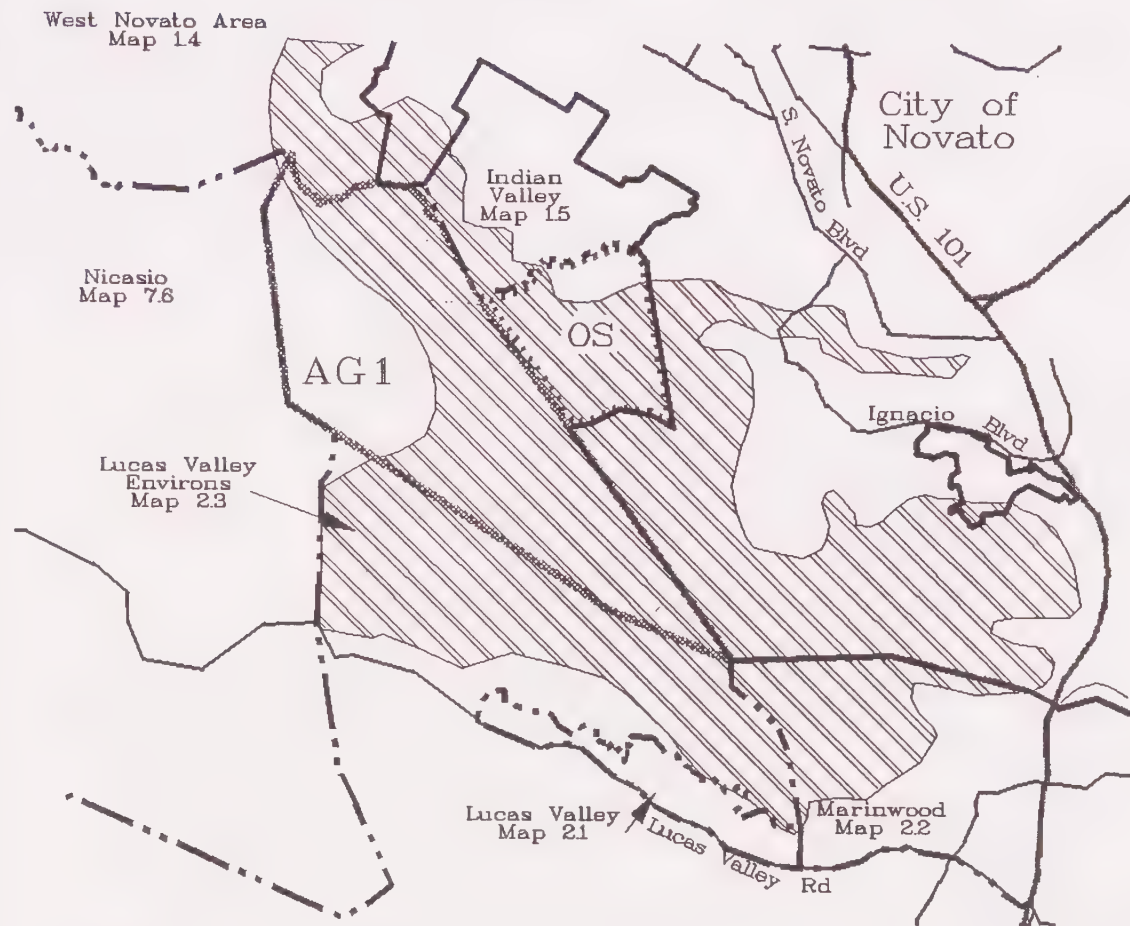 West Novato Area
Map 1.4
City of
Novato
S. Novato Blvd
U.S. 101
Indian
Valley
Map 1.5
Nicasio
Map 7.6
OS
AG1
Ignacio Blvd
Lucas Valley
Environs
Map 2.3
Lucas Valley
Map 2.1
Marinwood
Map 2.2
Lucas Valley Rd